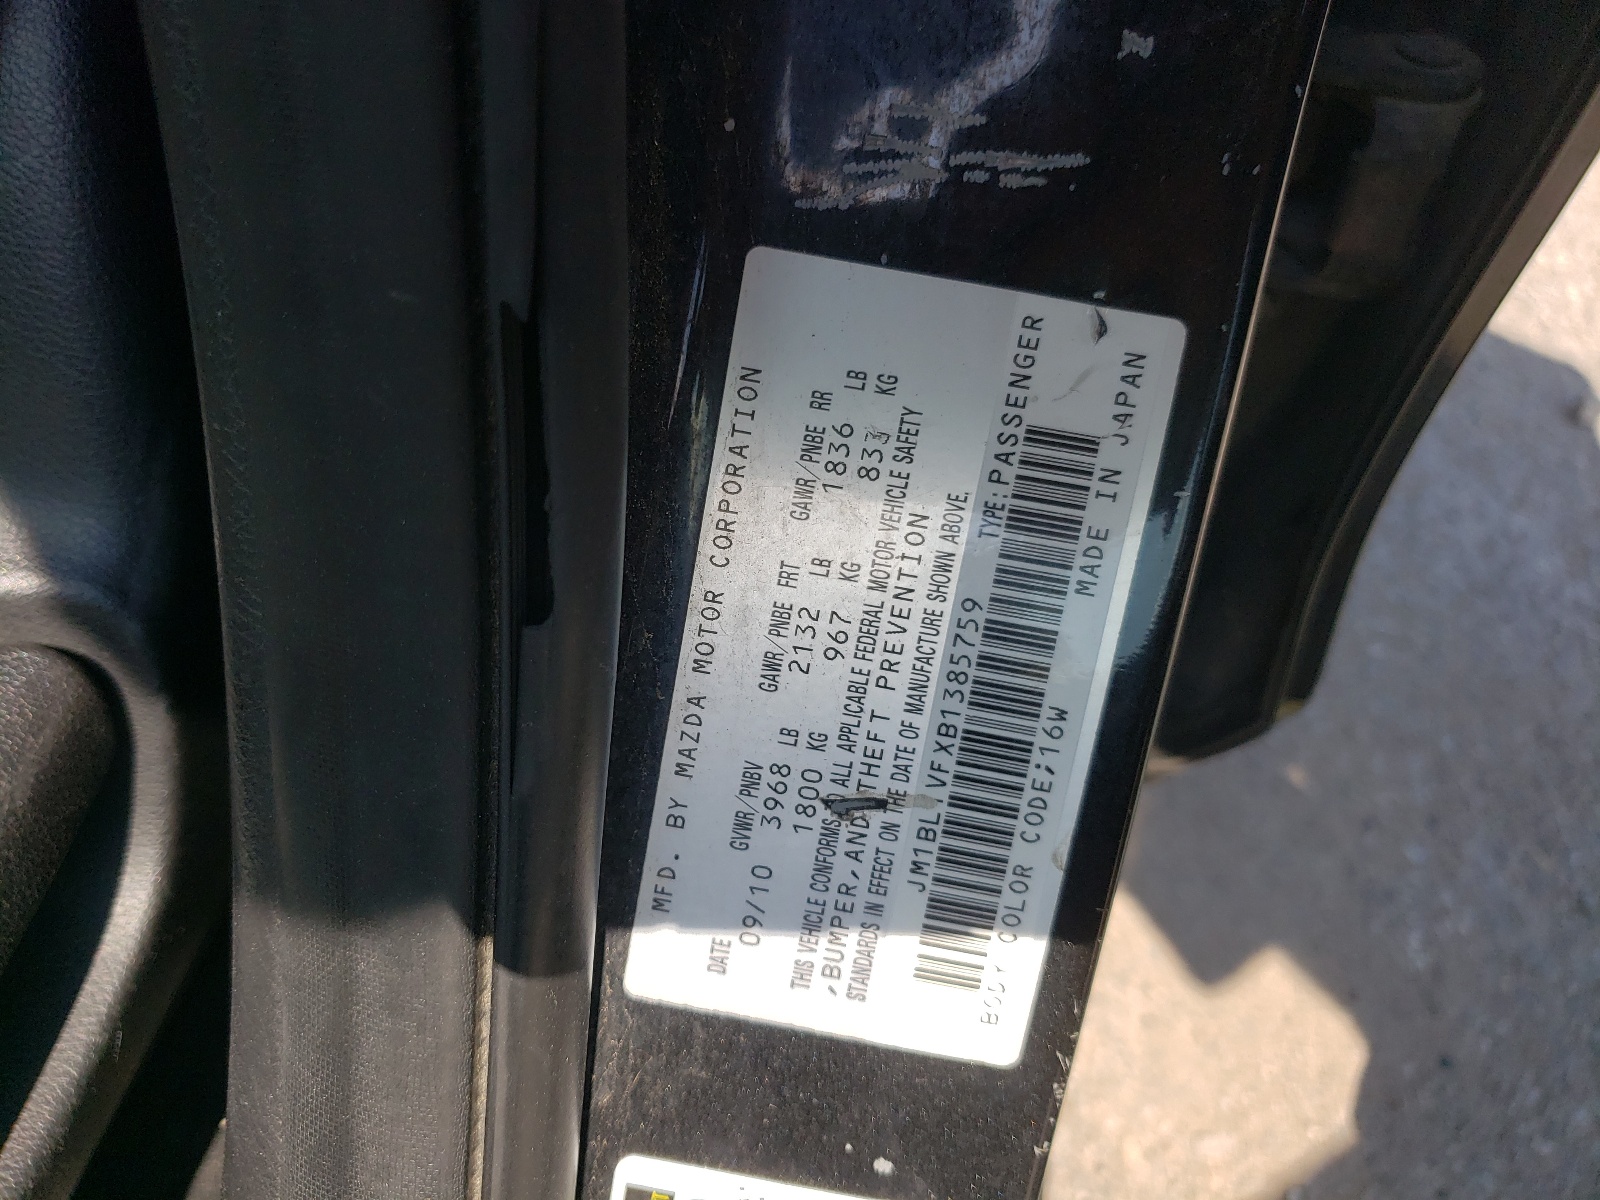 MFD. BY MAZDA MOTOR CORPORATION
DATE GVWR/PNBV GAWR/PNBE FRT GAWR/PNBE RR
09/10 3968 LB 2132 LB 1836 LB
1800 KG 967 KG 833 KG
THIS VEHICLE CONFORMS ALL APPLICABLE FEDERAL MOTOR VEHICLE SAFETY
,BUMPER,AND THEFT PREVENTION
STANDARDS IN EFFECT ON THE DATE OF MANUFACTURE SHOWN ABOVE.
JM1BL1VFXB1385759 TYPE:PASSENGER
BODY COLOR CODE;16W MADE IN JAPAN